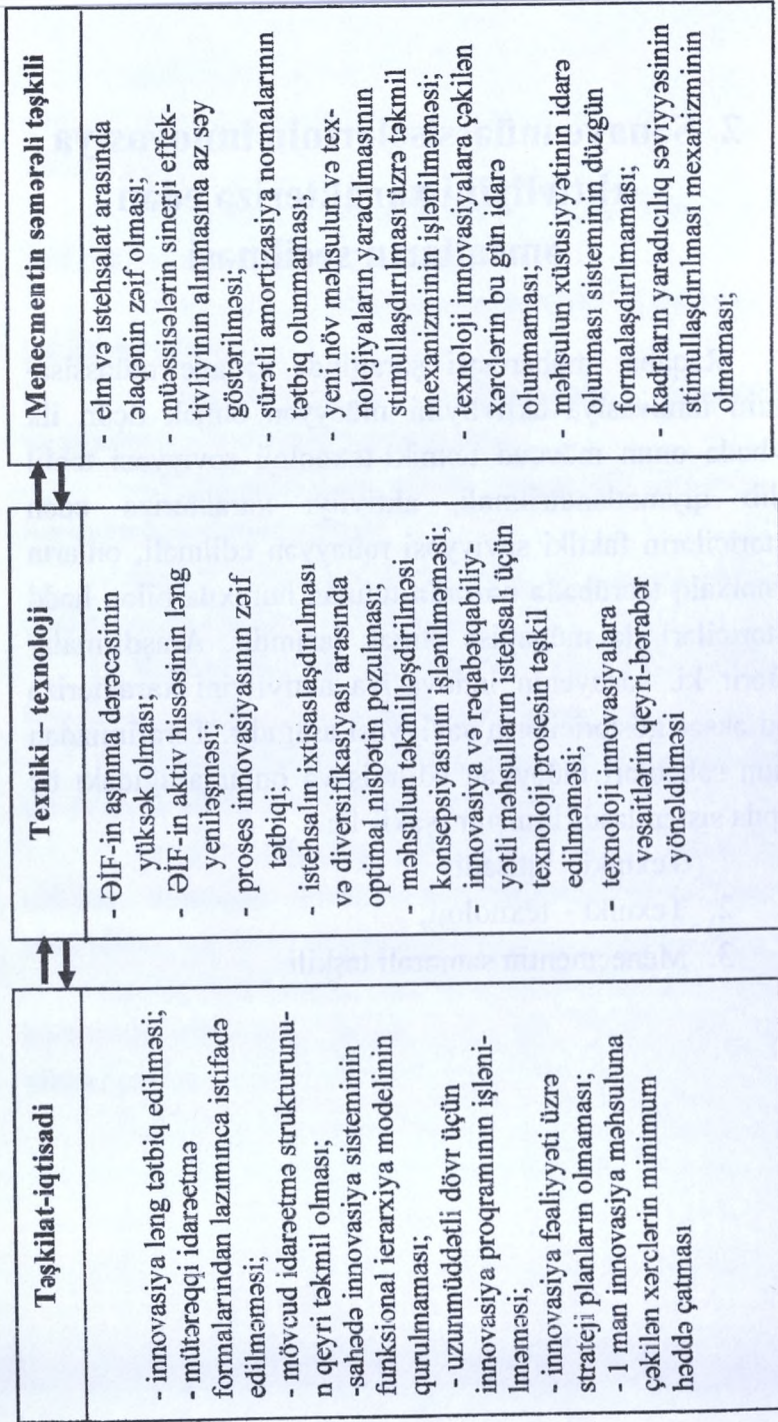 Təşkilat-iqtisadi
- innovasiya ləng tətbiq edilməsi;
- mütərəqqi idarəetmə
formalarından lazımınca istifadə
edilməməsi;
- mövcud idarəetmə strukturunu-
n qeyri təkmil olması;
-sahədə innovasiya sistemin
funksional ierarxiya modelinin
qurulmaması;
- uzunmüddətli dövr üçün
innovasiya proqramının işləni-
məməsi;
- innovasiya fəaliyyəti üzrə
strateji planların olmaması;
- man innovasiya məhsuluna
çəkilən xərclərin minimum
həddə çatması
Texniki - texnoloji
- ƏİF-ın aşınma dərəcəsinin
yüksək olması;
- ƏİF-in aktiv hissəsinin ləng
yeniləşməsi;
- proses innovasiyasının zəif
tətbiqi;
- istehsalın ixtisaslaşdırılması
və diversifikasiyası arasında
optimal nisbətin pozulması;
məhsulun təkmilləşdirilməsi
konsepsiyasının işlənilməməsi;
- innovasiya və rəqabətqabiliy-
yətli məhsulların istehsalı üçün
texnoloji prosesin təşkil
edilməməsi;
- texnoloji innovasiyalara
vəsaitlərin qeyri-bərabər
yönəldilməsi
Menecmentin səmərəli təşkili
- elm və istehsalat arasında
əlaqənin zəif olması;
- müəssisələrin sinerji effek-
tivliyinin alınmasına az səy
göstərilməsi;
- sürətli amortizasiya normalarının
tətbiq olunmaması;
- yeni növ məhsulun və tex-
nologiyaların yaradılmasının
stimullaşdırılması üzrə təkmil
mexanizminin işlənilməməsi;
- texnoloji innovasiyalara çəkilən
xərclərin bu gün idarə
olunmaması;
- məhsulun xüsusiyyətinin idarə
olunması sisteminin düzgün
formalaşdırılmaması;
- kadrların yaradıcılıq səviyyəsinin
stimullaşdırılması mexanizminin
olmaması;